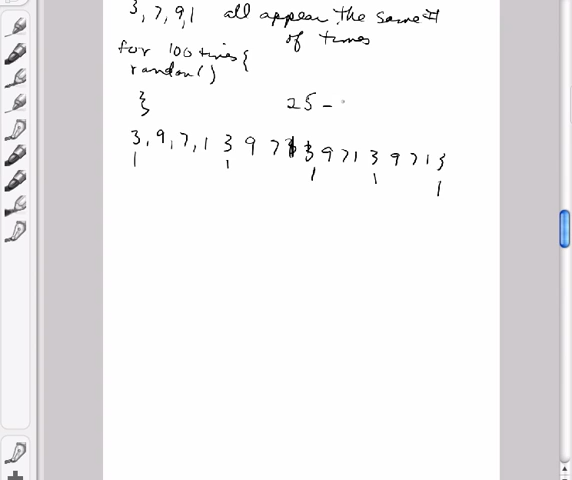 3, 7, 9, 1 all appear the same #
of times
for 100 times {
random()
} 25 -
3, 9, 7, 1 3 9 7 1 3 9 7 1 3 9 7 1 3
1 1 1 1 1